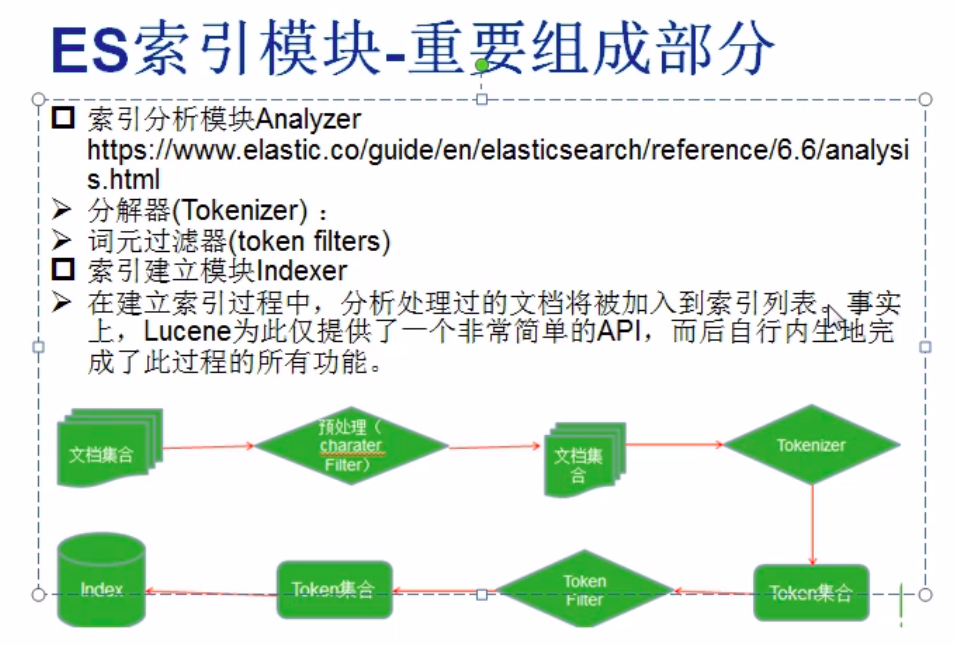 ES索引模块-重要组成部分
索引分析模块Analyzer
https://www.elastic.co/guide/en/elasticsearch/reference/6.6/analysi
s.html
分解器(Tokenizer)：
词元过滤器(token filters)
索引建立模块Indexer
在建立索引过程中，分析处理过的文档将被加入到索引列表。事实
上，Lucene为此仅提供了一个非常简单的API，而后自行内生地完
成了此过程的所有功能。
文档集合
预处理（
charater
Filter）
文档集
合
Tokenizer
Index
Token集合
Token
Filter
Token集合